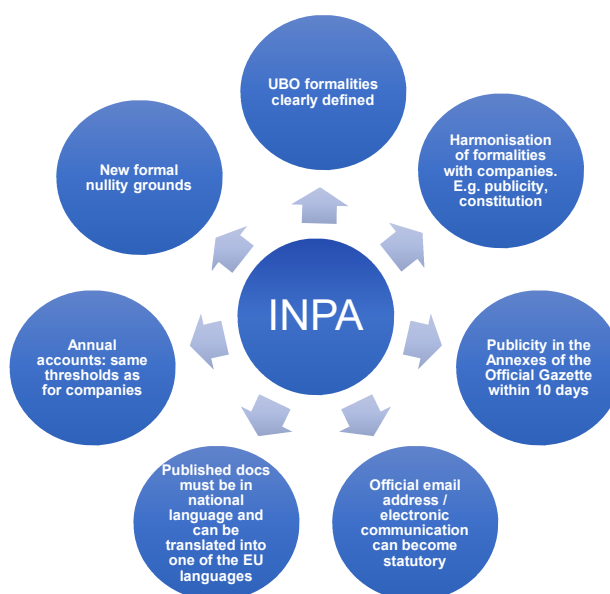 UBO formalities
clearly defined
Harmonisation
of formalities
with companies.
E.g. publicity,
constitution
New formal
nullity grounds
INPA
Annual
accounts: same
thresholds as
for companies
Publicity in the
Annexes of the
Official Gazette
within 10 days
Published docs
must be in
national
language and
can be
translated into
one of the EU
languages
Official email
address /
electronic
communication
can become
statutory